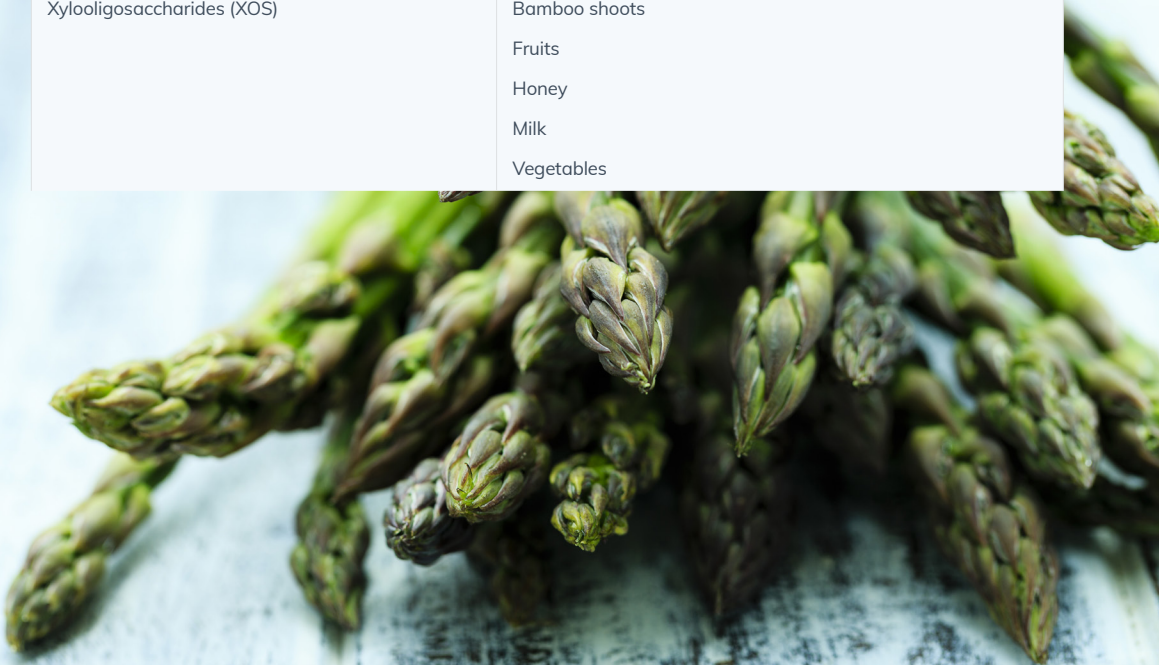 Xylooligosaccharides (XOS)
Bamboo shoots
Fruits
Honey
Milk
Vegetables